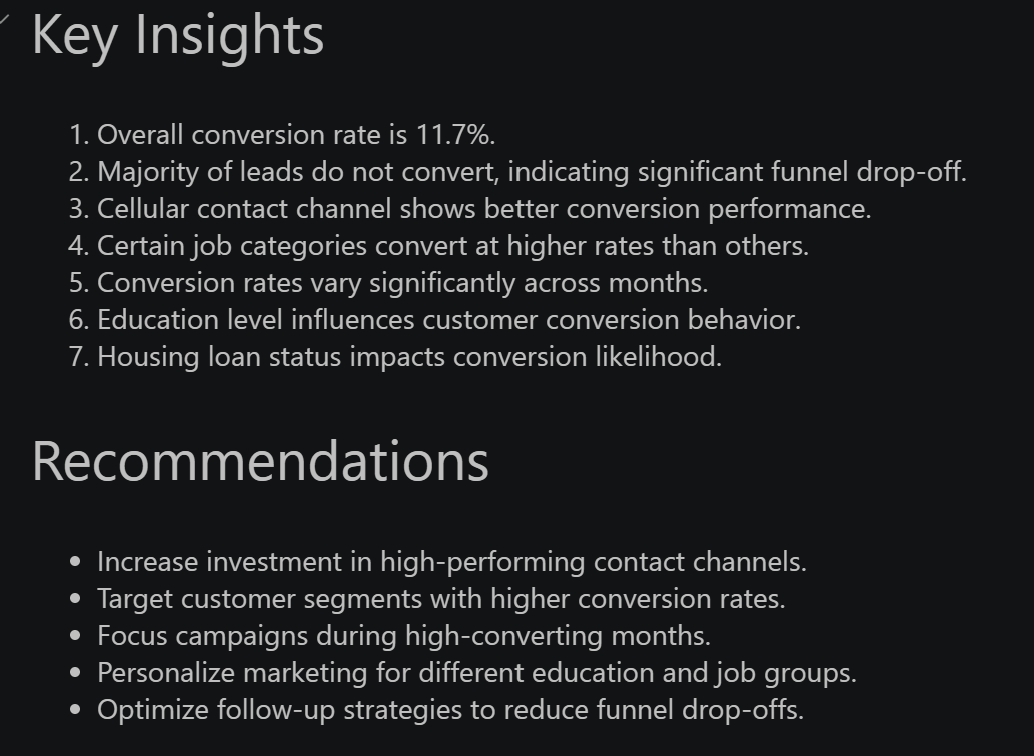 Key Insights
1. Overall conversion rate is 11.7%.
2. Majority of leads do not convert, indicating significant funnel drop-off.
3. Cellular contact channel shows better conversion performance.
4. Certain job categories convert at higher rates than others.
5. Conversion rates vary significantly across months.
6. Education level influences customer conversion behavior.
7. Housing loan status impacts conversion likelihood.
Recommendations
• Increase investment in high-performing contact channels.
• Target customer segments with higher conversion rates.
• Focus campaigns during high-converting months.
• Personalize marketing for different education and job groups.
• Optimize follow-up strategies to reduce funnel drop-offs.